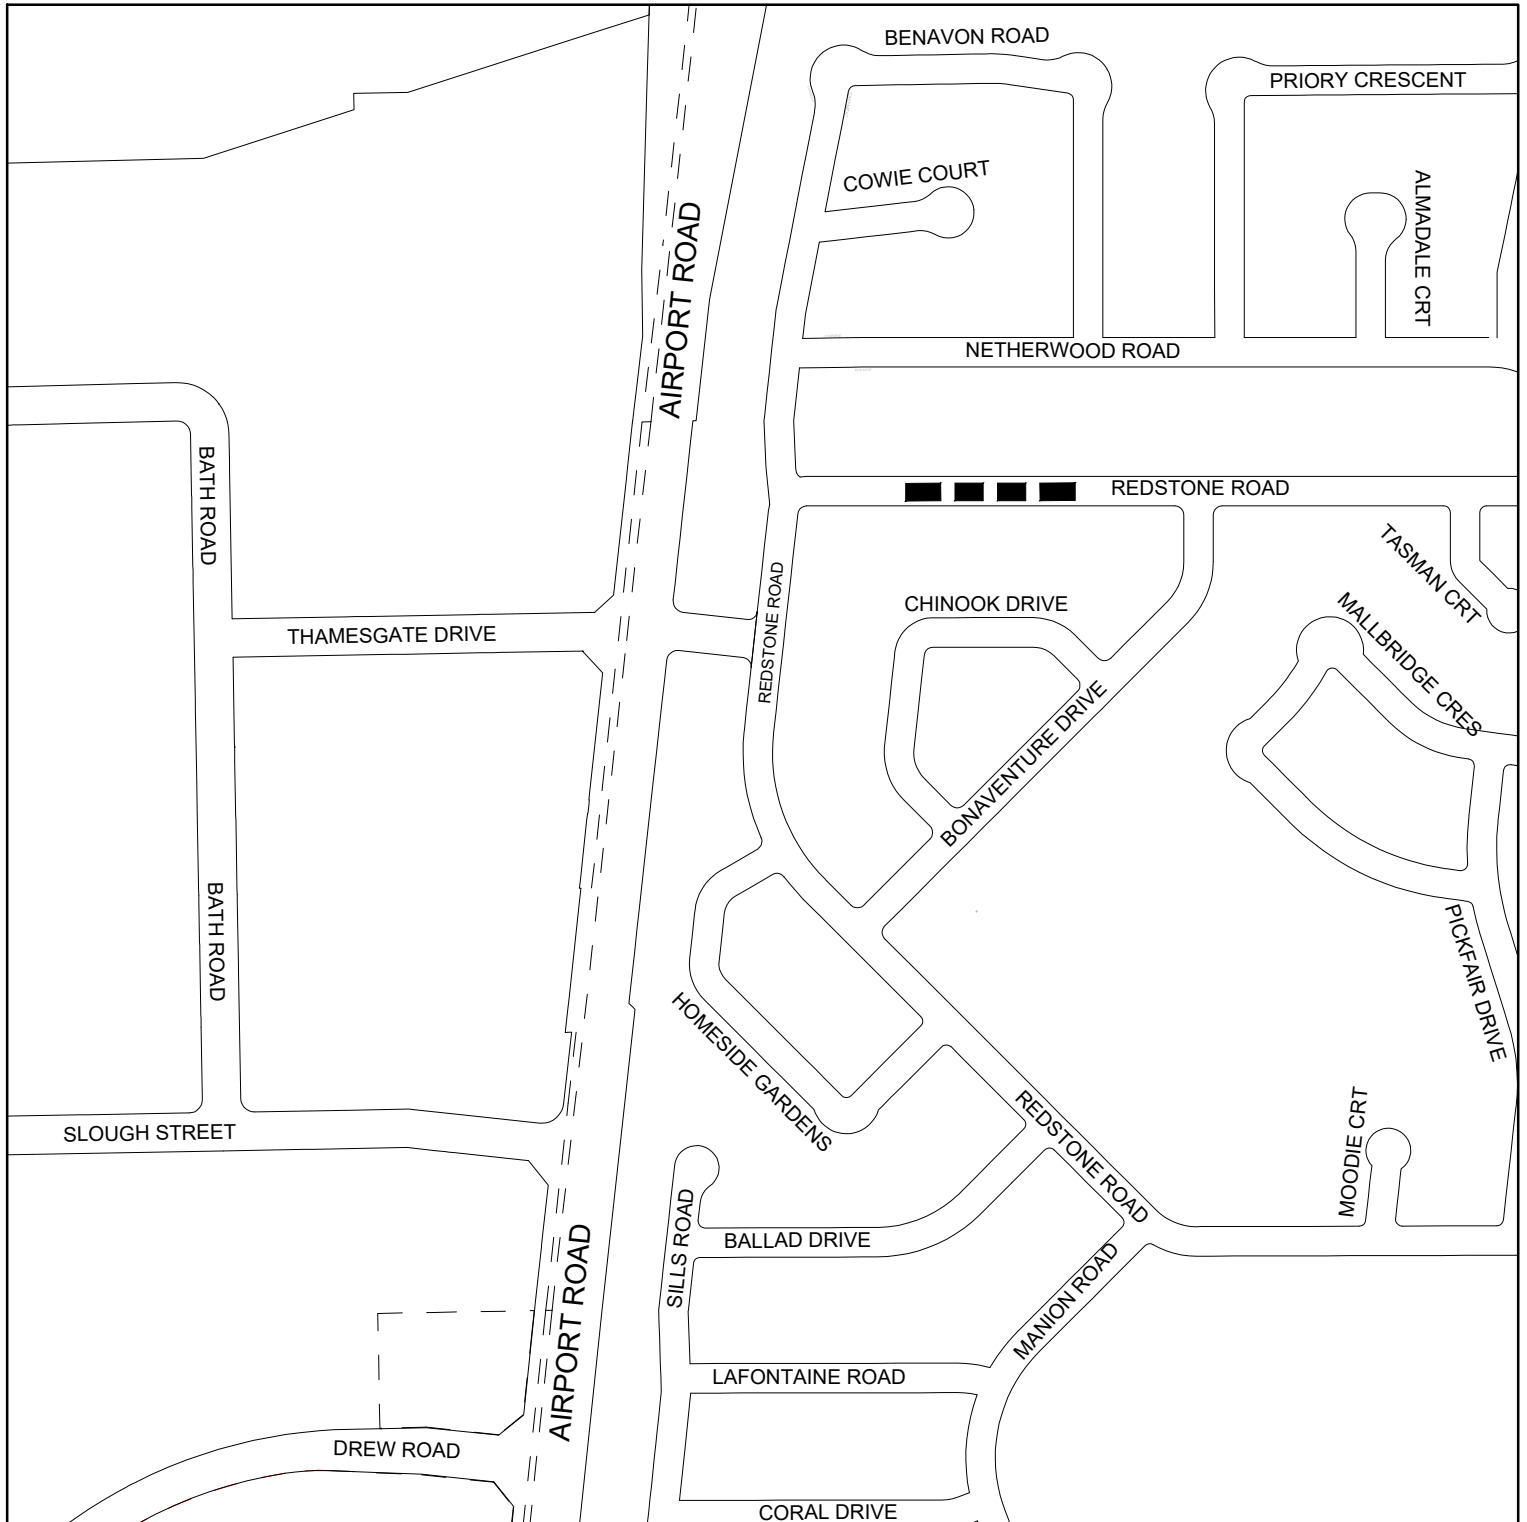 BENAVON ROAD
PRIORY CRESCENT
COWIE COURT
ALMADALE CRT
AIRPORT ROAD
NETHERWOOD ROAD
BATH ROAD
REDSTONE ROAD
TASMAN CRT
REDSTONE ROAD
CHINOOK DRIVE
MALLBRIDGE CRES
THAMESGATE DRIVE
BONAVENTURE DRIVE
BATH ROAD
PICKFAIR DRIVE
HOMESIDE GARDENS
REDSTONE ROAD
MOODIE CRT
SLOUGH STREET
SILLS ROAD
BALLAD DRIVE
AIRPORT ROAD
MANION ROAD
LAFONTAINE ROAD
DREW ROAD
CORAL DRIVE